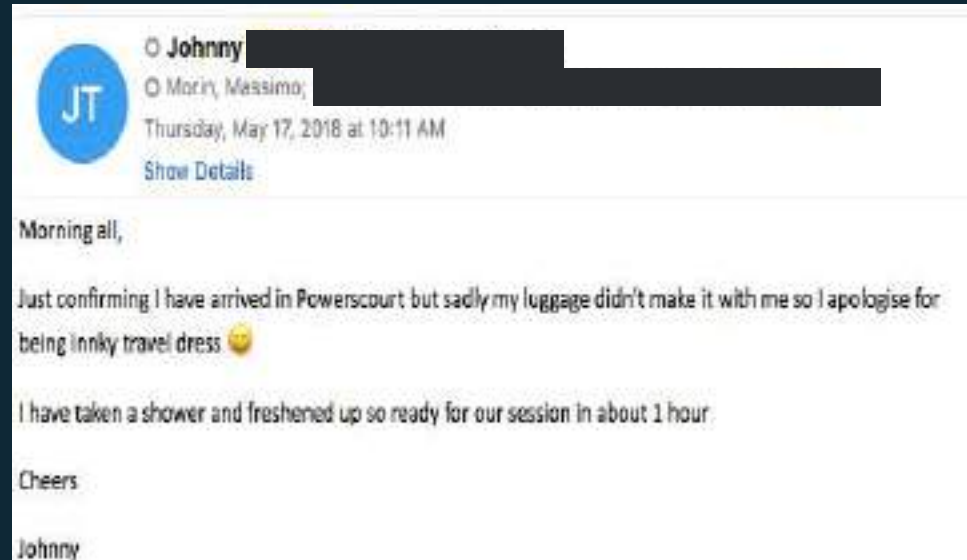 JT
Johnny
Morin, Massimo;
Thursday, May 17, 2018 at 10:11 AM
Show Details
Morning all,
Just confirming I have arrived in Powerscourt but sadly my luggage didn't make it with me so I apologise for
being innky travel dress 😊
I have taken a shower and freshened up so ready for our session in about 1 hour
Cheers
Johnny